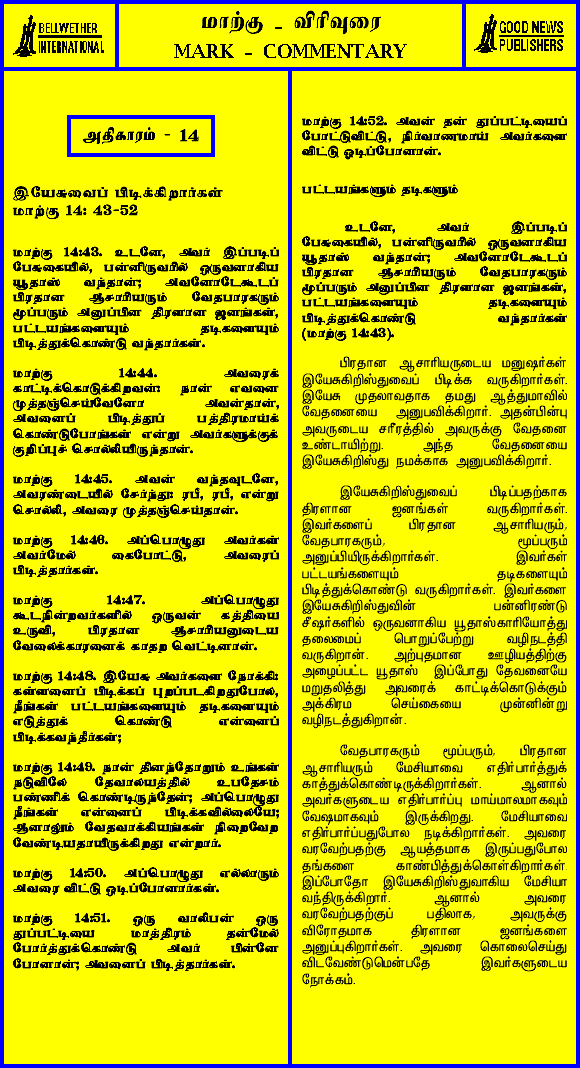 BELLWETHER
INTERNATIONAL
மாற்கு - விரிவுரை
MARK - COMMENTARY
GOOD NEWS
PUBLISHERS
அதிகாரம் - 14
இயேசுவைப் பிடிக்கிறார்கள்
மாற்கு 14: 43-52
மாற்கு 14:43. உடனே, அவர் இப்படிப்
பேசுகையில், பன்னிருவரில் ஒருவனாகிய
யூதாஸ் வந்தான்; அவனோடேகூடப்
பிரதான ஆசாரியரும் வேதபாரகரும்
மூப்பரும் அனுப்பின திரளான ஜனங்கள்,
பட்டயங்களையும் தடிகளையும்
பிடித்துக்கொண்டு வந்தார்கள்.
மாற்கு 14:44. அவரைக்
காட்டிக்கொடுக்கிறவன்: நான் எவனை
முத்தஞ்செய்வேனோ அவன்தான்,
அவனைப் பிடித்துப் பத்திரமாய்க்
கொண்டுபோங்கள் என்று அவர்களுக்குக்
குறிப்புச் சொல்லியிருந்தான்.
மாற்கு 14:45. அவன் வந்தவுடனே,
அவரண்டையில் சேர்ந்து: ரபீ, ரபீ, என்று
சொல்லி, அவரை முத்தஞ்செய்தான்.
மாற்கு 14:46. அப்பொழுது அவர்கள்
அவர்மேல் கைபோட்டு, அவரைப்
பிடித்தார்கள்.
மாற்கு 14:47. அப்பொழுது
கூடநின்றவர்களில் ஒருவன் கத்தியை
உருவி, பிரதான ஆசாரியனுடைய
வேலைக்காரனைக் காதற வெட்டினான்.
மாற்கு 14:48. இயேசு அவர்களை நோக்கி:
கள்ளனைப் பிடிக்கப் புறப்படுகிறதுபோல,
நீங்கள் பட்டயங்களையும் தடிகளையும்
எடுத்துக் கொண்டு என்னைப்
பிடிக்கவந்தீர்கள்;
மாற்கு 14:49. நான் தினந்தோறும் உங்கள்
நடுவிலே தேவாலயத்தில் உபதேசம்
பண்ணிக் கொண்டிருந்தேன்; அப்பொழுது
நீங்கள் என்னைப் பிடிக்கவில்லையே;
ஆனாலும் வேதவாக்கியங்கள் நிறைவேற
வேண்டியதாயிருக்கிறது என்றார்.
மாற்கு 14:50. அப்பொழுது எல்லாரும்
அவரை விட்டு ஓடிப்போனார்கள்.
மாற்கு 14:51. ஒரு வாலிபன் ஒரு
துப்பட்டியை மாத்திரம் தன்மேல்
போர்த்துக்கொண்டு அவர் பின்னே
போனான்; அவனைப் பிடித்தார்கள்.
மாற்கு 14:52. அவன் தன் துப்பட்டியைப்
போட்டுவிட்டு, நிர்வாணமாய் அவர்களை
விட்டு ஓடிப்போனான்.
பட்டயங்களும் தடிகளும்
உடனே, அவர் இப்படிப்
பேசுகையில், பன்னிருவரில் ஒருவனாகிய
யூதாஸ் வந்தான்; அவனோடேகூடப்
பிரதான ஆசாரியரும் வேதபாரகரும்
மூப்பரும் அனுப்பின திரளான ஜனங்கள்,
பட்டயங்களையும் தடிகளையும்
பிடித்துக்கொண்டு வந்தார்கள்
(மாற்கு 14:43).
பிரதான ஆசாரியருடைய மனுஷர்கள்
இயேசுகிறிஸ்துவைப் பிடிக்க வருகிறார்கள்.
இயேசு முதலாவதாக தமது ஆத்துமாவில்
வேதனையை அனுபவிக்கிறார். அதன்பின்பு
அவருடைய சரீரத்தில் அவருக்கு வேதனை
உண்டாயிற்று. அந்த வேதனையை
இயேசுகிறிஸ்து நமக்காக அனுபவிக்கிறார்.
இயேசுகிறிஸ்துவைப் பிடிப்பதற்காக
திரளான ஜனங்கள் வருகிறார்கள்.
இவர்களைப் பிரதான ஆசாரியரும்,
வேதபாரகரும், மூப்பரும்
அனுப்பியிருக்கிறார்கள். இவர்கள்
பட்டயங்களையும் தடிகளையும்
பிடித்துக்கொண்டு வருகிறார்கள். இவர்களை
இயேசுகிறிஸ்துவின் பன்னிரண்டு
சீஷர்களில் ஒருவனாகிய யூதாஸ்காரியோத்து
தலைமைப் பொறுப்பேற்று வழிநடத்தி
வருகிறான். அற்புதமான ஊழியத்திற்கு
அழைப்பட்ட யூதாஸ் இப்போது தேவனையே
மறுதலித்து அவரைக் காட்டிக்கொடுக்கும்
அக்கிரம செய்கையை முன்னின்று
வழிநடத்துகிறான்.
வேதபாரகரும் மூப்பரும், பிரதான
ஆசாரியரும் மேசியாவை எதிர்பார்த்துக்
காத்துக்கொண்டிருக்கிறார்கள். ஆனால்
அவர்களுடைய எதிர்பார்ப்பு மாய்மாலமாகவும்
வேஷமாகவும் இருக்கிறது. மேசியாவை
எதிர்பார்ப்பதுபோல நடிக்கிறார்கள். அவரை
வரவேற்பதற்கு ஆயத்தமாக இருப்பதுபோல
தங்களை காண்பித்துக்கொள்கிறார்கள்.
இப்போதோ இயேசுகிறிஸ்துவாகிய மேசியா
வந்திருக்கிறார். ஆனால் அவரை
வரவேற்பதற்குப் பதிலாக, அவருக்கு
விரோதமாக திரளான ஜனங்களை
அனுப்புகிறார்கள். அவரை கொலைசெய்து
விடவேண்டுமென்பதே இவர்களுடைய
நோக்கம்.